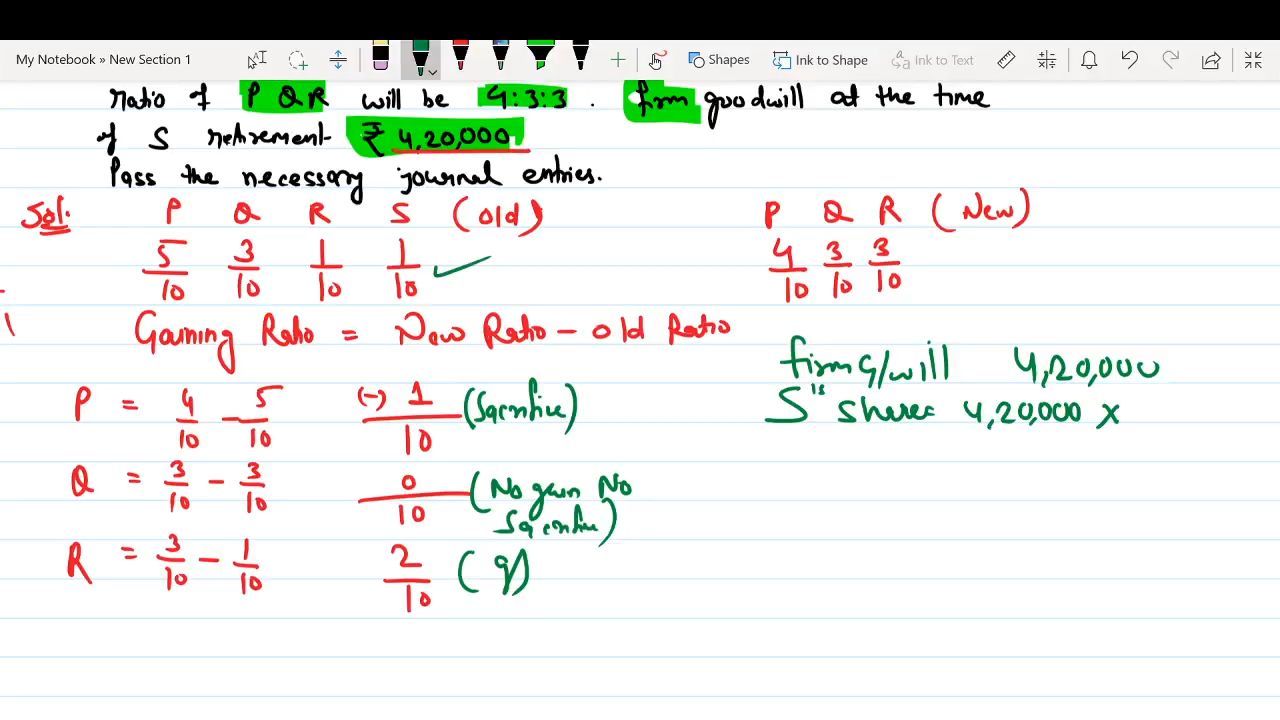 My Notebook » New Section 1
Shapes
Ink to Shape
Ink to Text
ratio of P Q R will be 4:3:3 . firm goodwill at the time
of S retirement ₹ 4,20,000
Pass the necessary journal entries.
Sol. P Q R S (old)
5/10 3/10 1/10 1/10
P Q R (New)
4/10 3/10 3/10
Gaining Ratio = New Ratio - old Ratio
P = 4/10 - 5/10 (-) 1/10 (Sacrifice)
Q = 3/10 - 3/10 0/10 (No gain No Sacrifice)
R = 3/10 - 1/10 2/10 (g)
firm G/will 4,20,000
S's share = 4,20,000 x